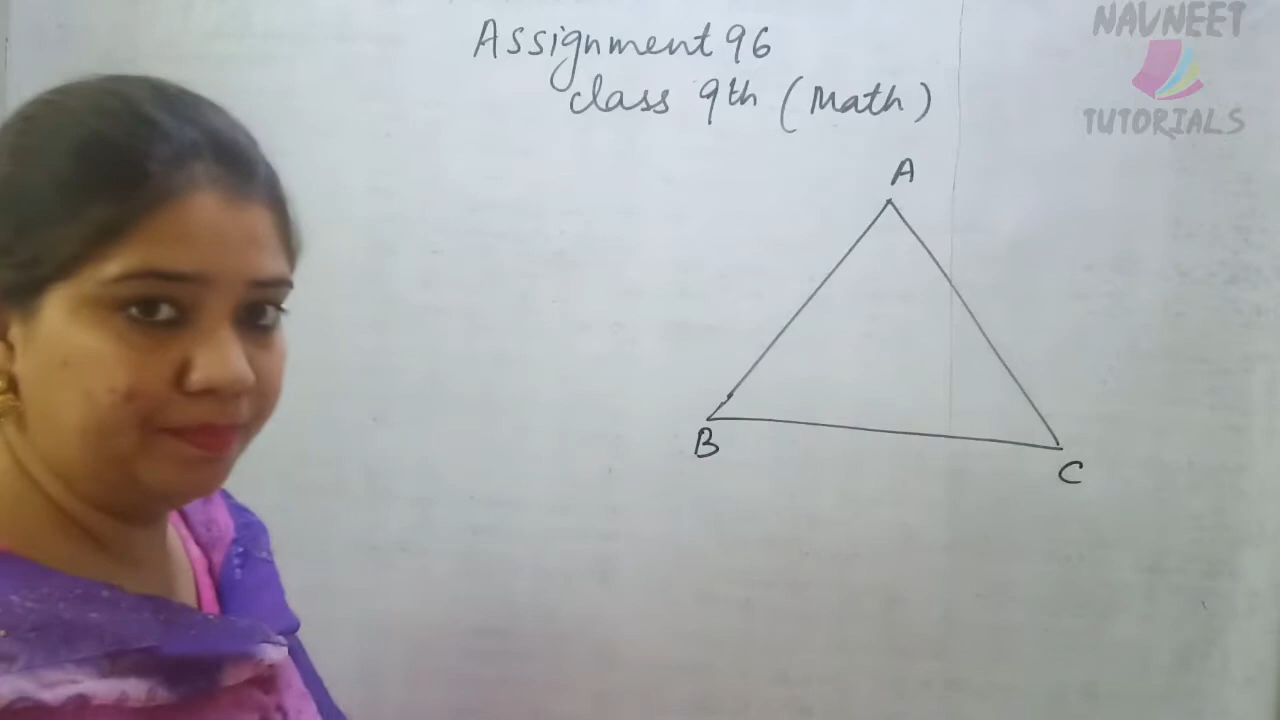 Assignment 96
class 9th (Math)
NAVNEET
TUTORIALS
A
B
C